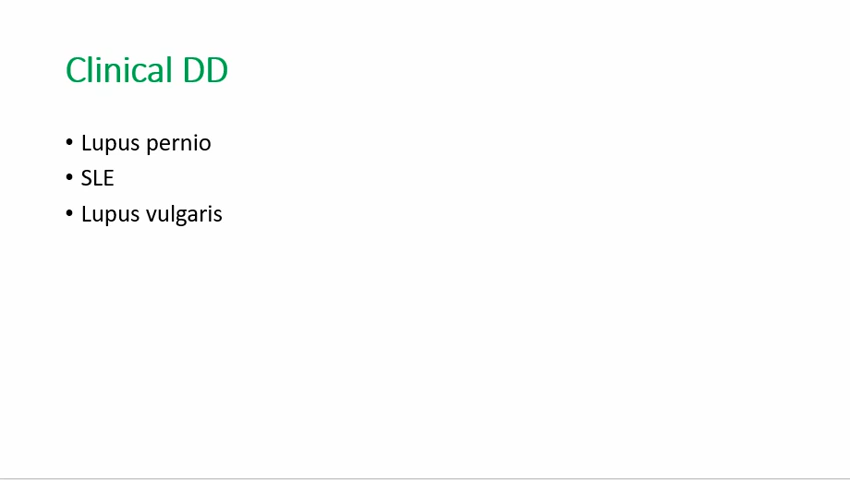 Clinical DD
• Lupus pernio
• SLE
• Lupus vulgaris